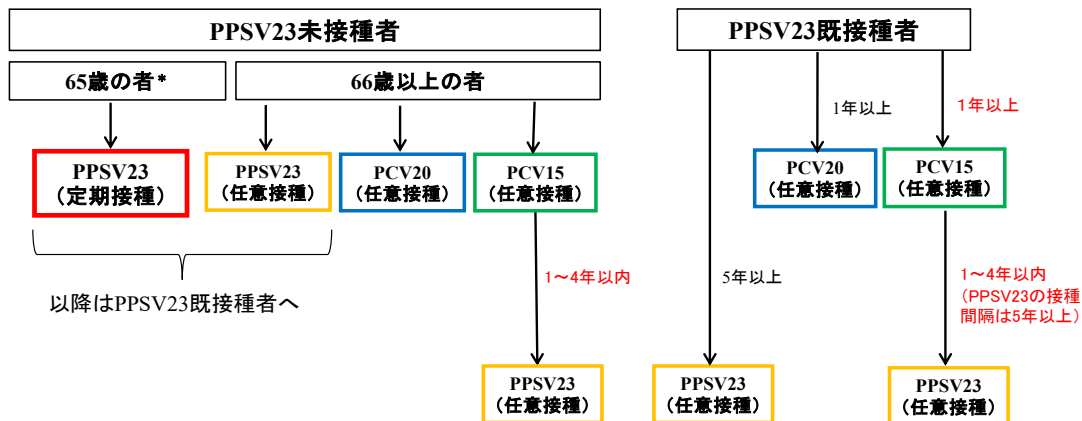 PPSV23未接種者
PPSV23既接種者
65歳の者*
66歳以上の者
1年以上
1年以上
PPSV23
(定期接種)
PPSV23
(任意接種)
PCV20
(任意接種)
PCV15
(任意接種)
PCV20
(任意接種)
PCV15
(任意接種)
以降はPPSV23既接種者へ
1～4年以内
5年以上
1～4年以内
(PPSV23の接種
間隔は5年以上)
PPSV23
(任意接種)
PPSV23
(任意接種)
PPSV23
(任意接種)